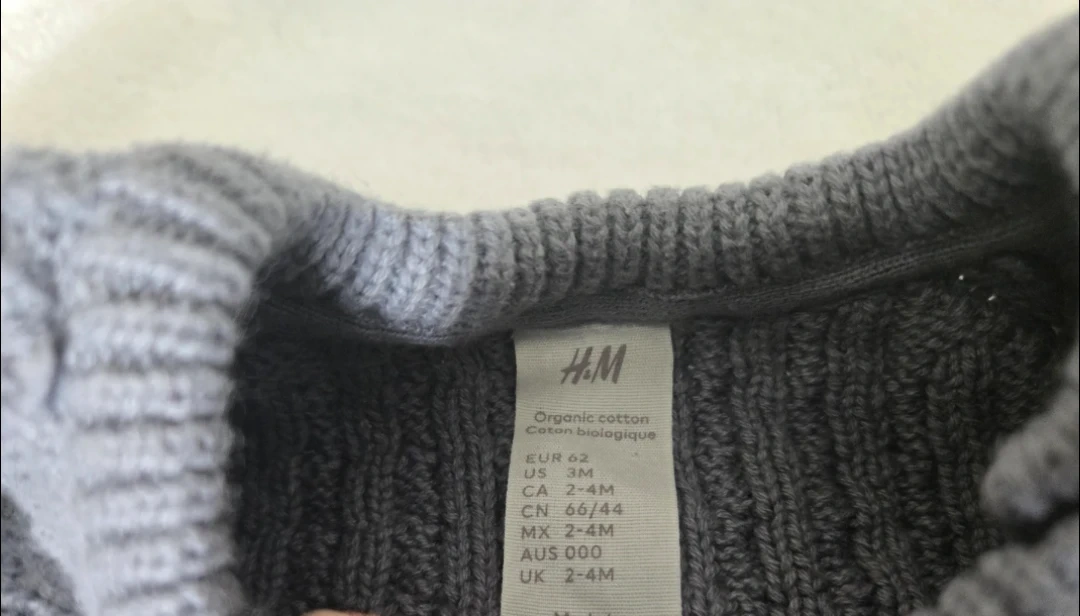 H&M
Organic cotton
Coton biologique
EUR 62
US 3M
CA 2-4M
CN 66/44
MX 2-4M
AUS 000
UK 2-4M